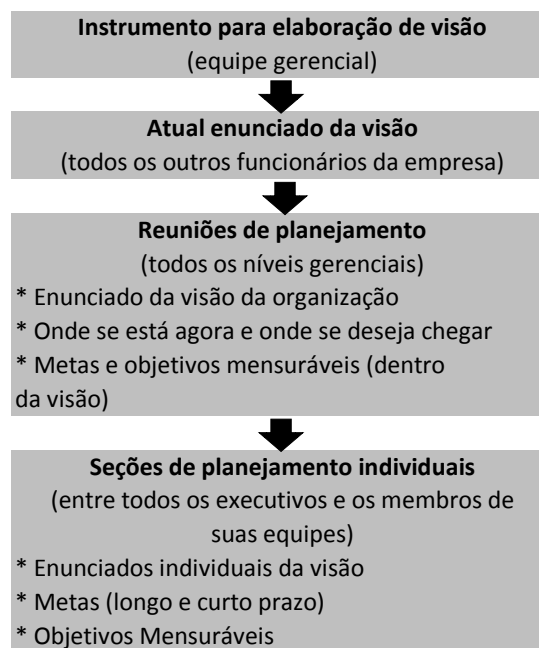 Instrumento para elaboração de visão
(equipe gerencial)
Atual enunciado da visão
(todos os outros funcionários da empresa)
Reuniões de planejamento
(todos os níveis gerenciais)
* Enunciado da visão da organização
* Onde se está agora e onde se deseja chegar
* Metas e objetivos mensuráveis (dentro
da visão)
Seções de planejamento individuais
(entre todos os executivos e os membros de
suas equipes)
* Enunciados individuais da visão
* Metas (longo e curto prazo)
* Objetivos Mensuráveis